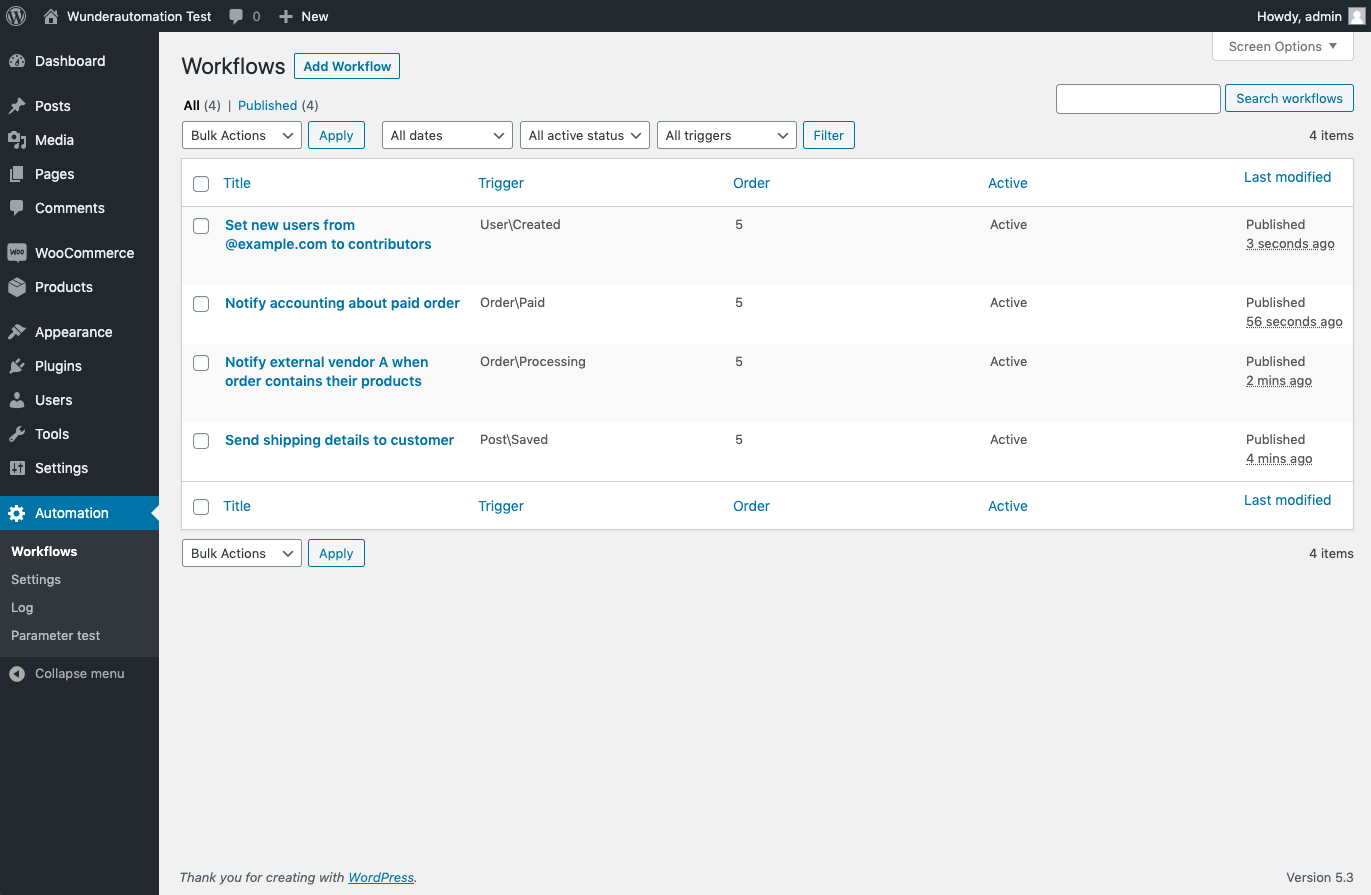 Wunderautomation Test 0 New Howdy, admin
Screen Options
Dashboard
Posts
Media
Pages
Comments
WOO WooCommerce
Products
Appearance
Plugins
Users
Tools
Settings
Automation
Workflows
Settings
Log
Parameter test
Collapse menu
Workflows Add Workflow
All (4) | Published (4)
Search workflows
Bulk Actions Apply All dates All active status All triggers Filter 4 items
Title Trigger Order Active Last modified
Set new users from
@example.com to contributors
User\Created 5 Active Published
3 seconds ago
Notify accounting about paid order Order\Paid 5 Active Published
56 seconds ago
Notify external vendor A when
order contains their products
Order\Processing 5 Active Published
2 mins ago
Send shipping details to customer Post\Saved 5 Active Published
4 mins ago
Title Trigger Order Active Last modified
Bulk Actions Apply 4 items
Thank you for creating with WordPress. Version 5.3